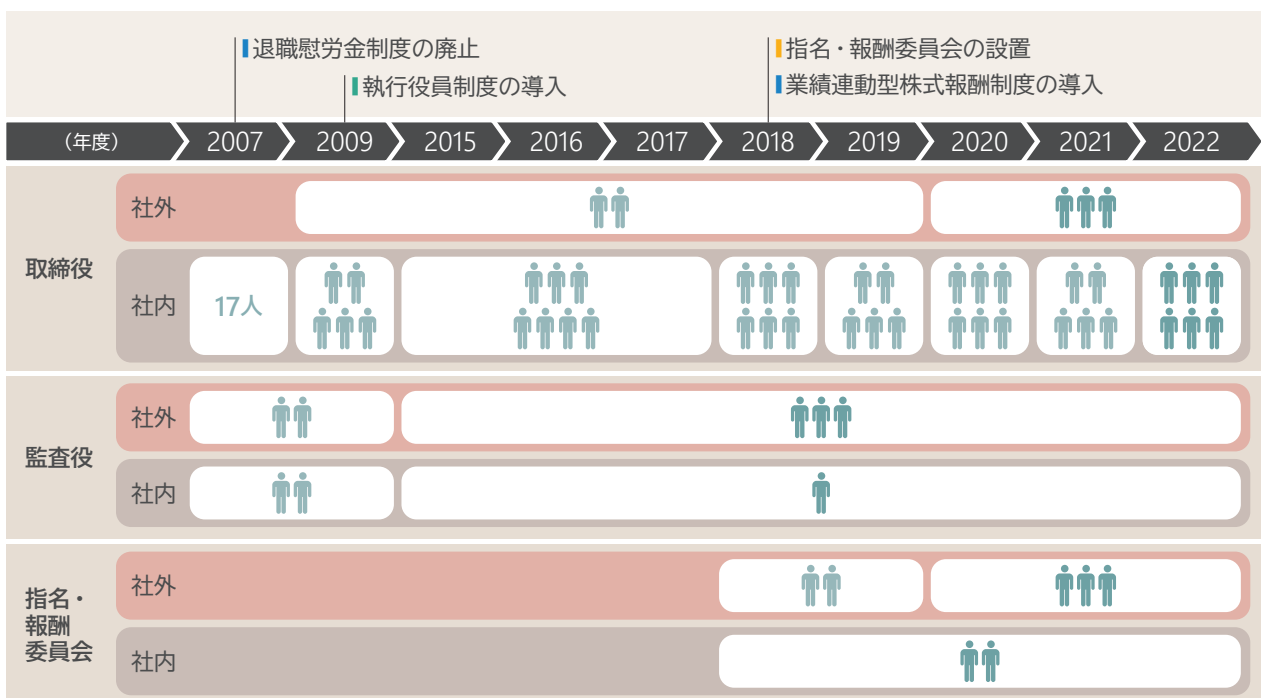 退職慰労金制度の廃止
執行役員制度の導入
指名・報酬委員会の設置
業績連動型株式報酬制度の導入
（年度） 2007 2009 2015 2016 2017 2018 2019 2020 2021 2022
取締役
社外
社内
17人
監査役
社外
社内
指名・
報酬
委員会
社外
社内